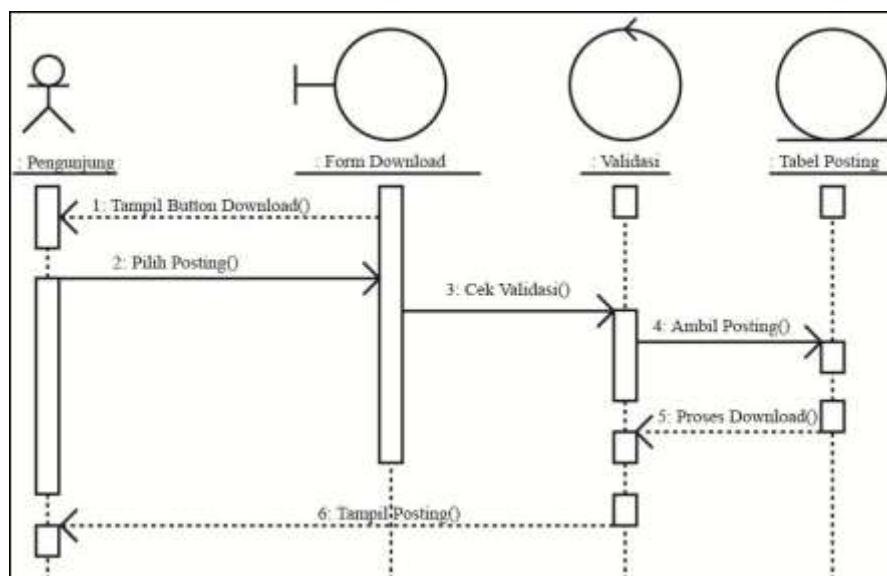 : Pengunjung
: Form Download
: Validasi
: Tabel Posting
1: Tampil Button Download()
2: Pilih Posting()
3: Cek Validasi()
4: Ambil Posting()
5: Proses Download()
6: Tampil Posting()